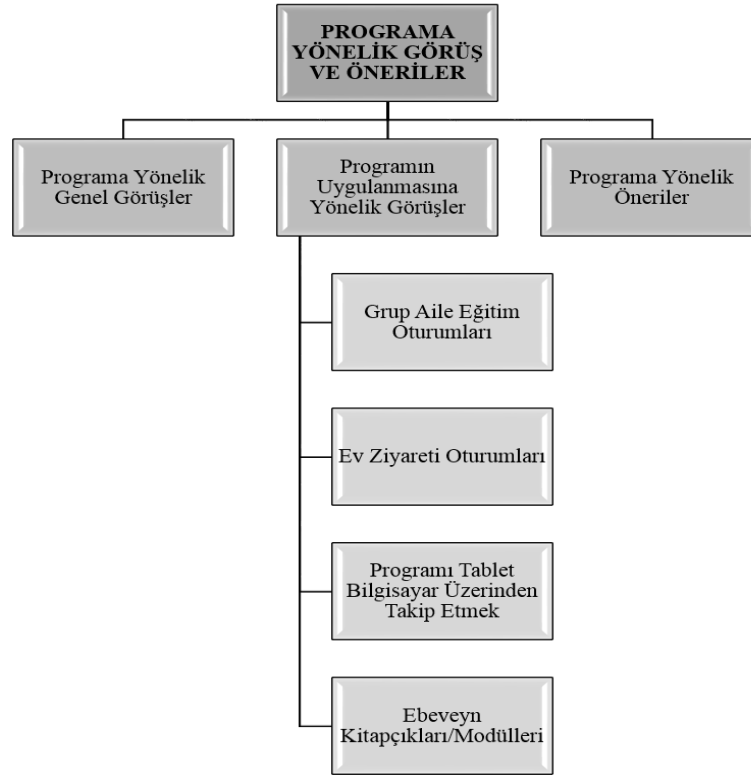 PROGRAMA
YÖNELİK GÖRÜŞ
VE ÖNERİLER
Programa Yönelik
Genel Görüşler
Programın
Uygulanmasına
Yönelik Görüşler
Programa Yönelik
Öneriler
Grup Aile Eğitim
Oturumları
Ev Ziyareti Oturumları
Programı Tablet
Bilgisayar Üzerinden
Takip Etmek
Ebeveyn
Kitapçıkları/Modülleri